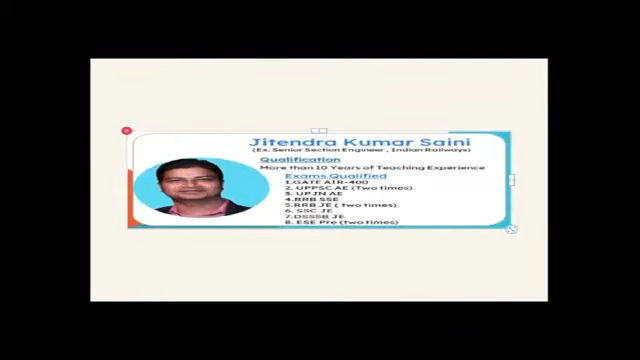 Jitendra Kumar Saini
(Ex. Senior Section Engineer , Indian Railways)
Qualification
More than 10 Years of Teaching Experience
Exams Qualified
1.GATE AIR-400
2. UPPSC AE (Two times)
3. UPJN AE
4.RRB SSE
5.RRB JE ( two times)
6. SSC JE
7.DSSSB JE
8. ESE Pre (two times)